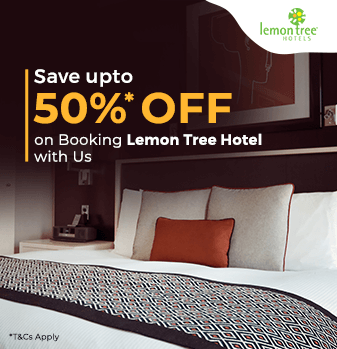 lemon tree
HOTELS
Save upto
50%* OFF
on Booking Lemon Tree Hotel
with Us
*T&Cs Apply